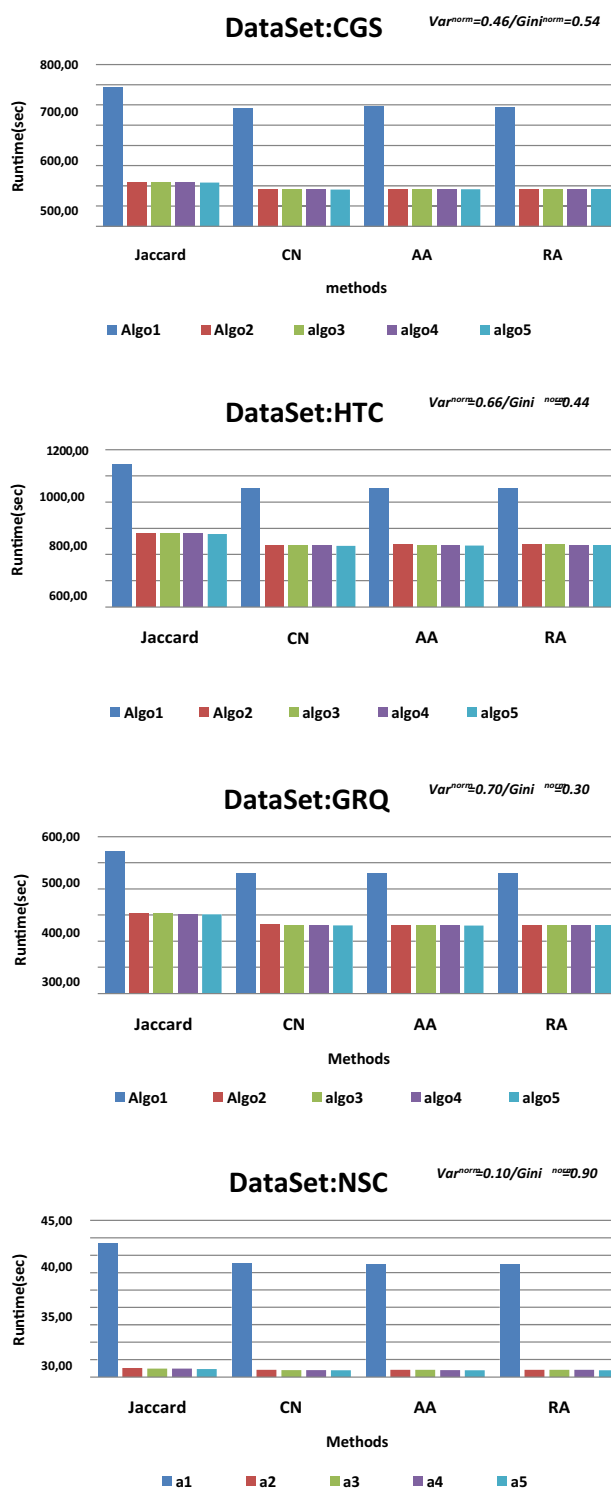 DataSet:CGS
Varⁿᵒʳᵐ=0.46/Giniⁿᵒʳᵐ=0.54
800,00
700,00
600,00
500,00
Runtime(sec)
Jaccard CN AA RA
methods
Algo1 Algo2 algo3 algo4 algo5
DataSet:HTC
Varⁿᵒʳᵐ=0.66/Gini ⁿᵒʳᵐ=0.44
1200,00
1000,00
800,00
600,00
Runtime(sec)
Jaccard CN AA RA
Algo1 Algo2 algo3 algo4 algo5
DataSet:GRQ
Varⁿᵒʳᵐ=0.70/Gini ⁿᵒʳᵐ=0.30
600,00
500,00
400,00
300,00
Runtime(sec)
Jaccard CN AA RA
Methods
Algo1 Algo2 algo3 algo4 algo5
DataSet:NSC
Varⁿᵒʳᵐ=0.10/Gini ⁿᵒʳᵐ=0.90
45,00
40,00
35,00
30,00
Runtime(sec)
Jaccard CN AA RA
Methods
a1 a2 a3 a4 a5